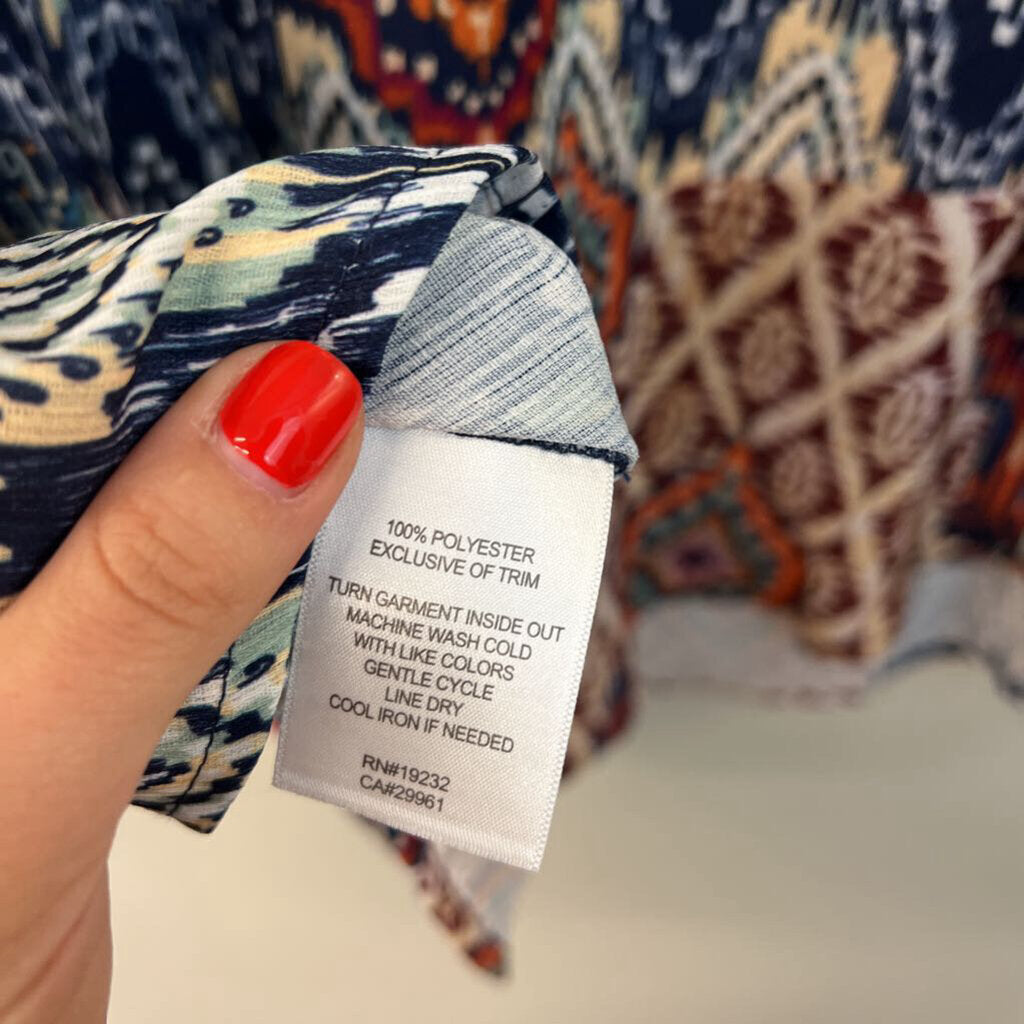 100% POLYESTER
EXCLUSIVE OF TRIM
TURN GARMENT INSIDE OUT
MACHINE WASH COLD
WITH LIKE COLORS
GENTLE CYCLE
LINE DRY
COOL IRON IF NEEDED
RN#19232
CA#29961